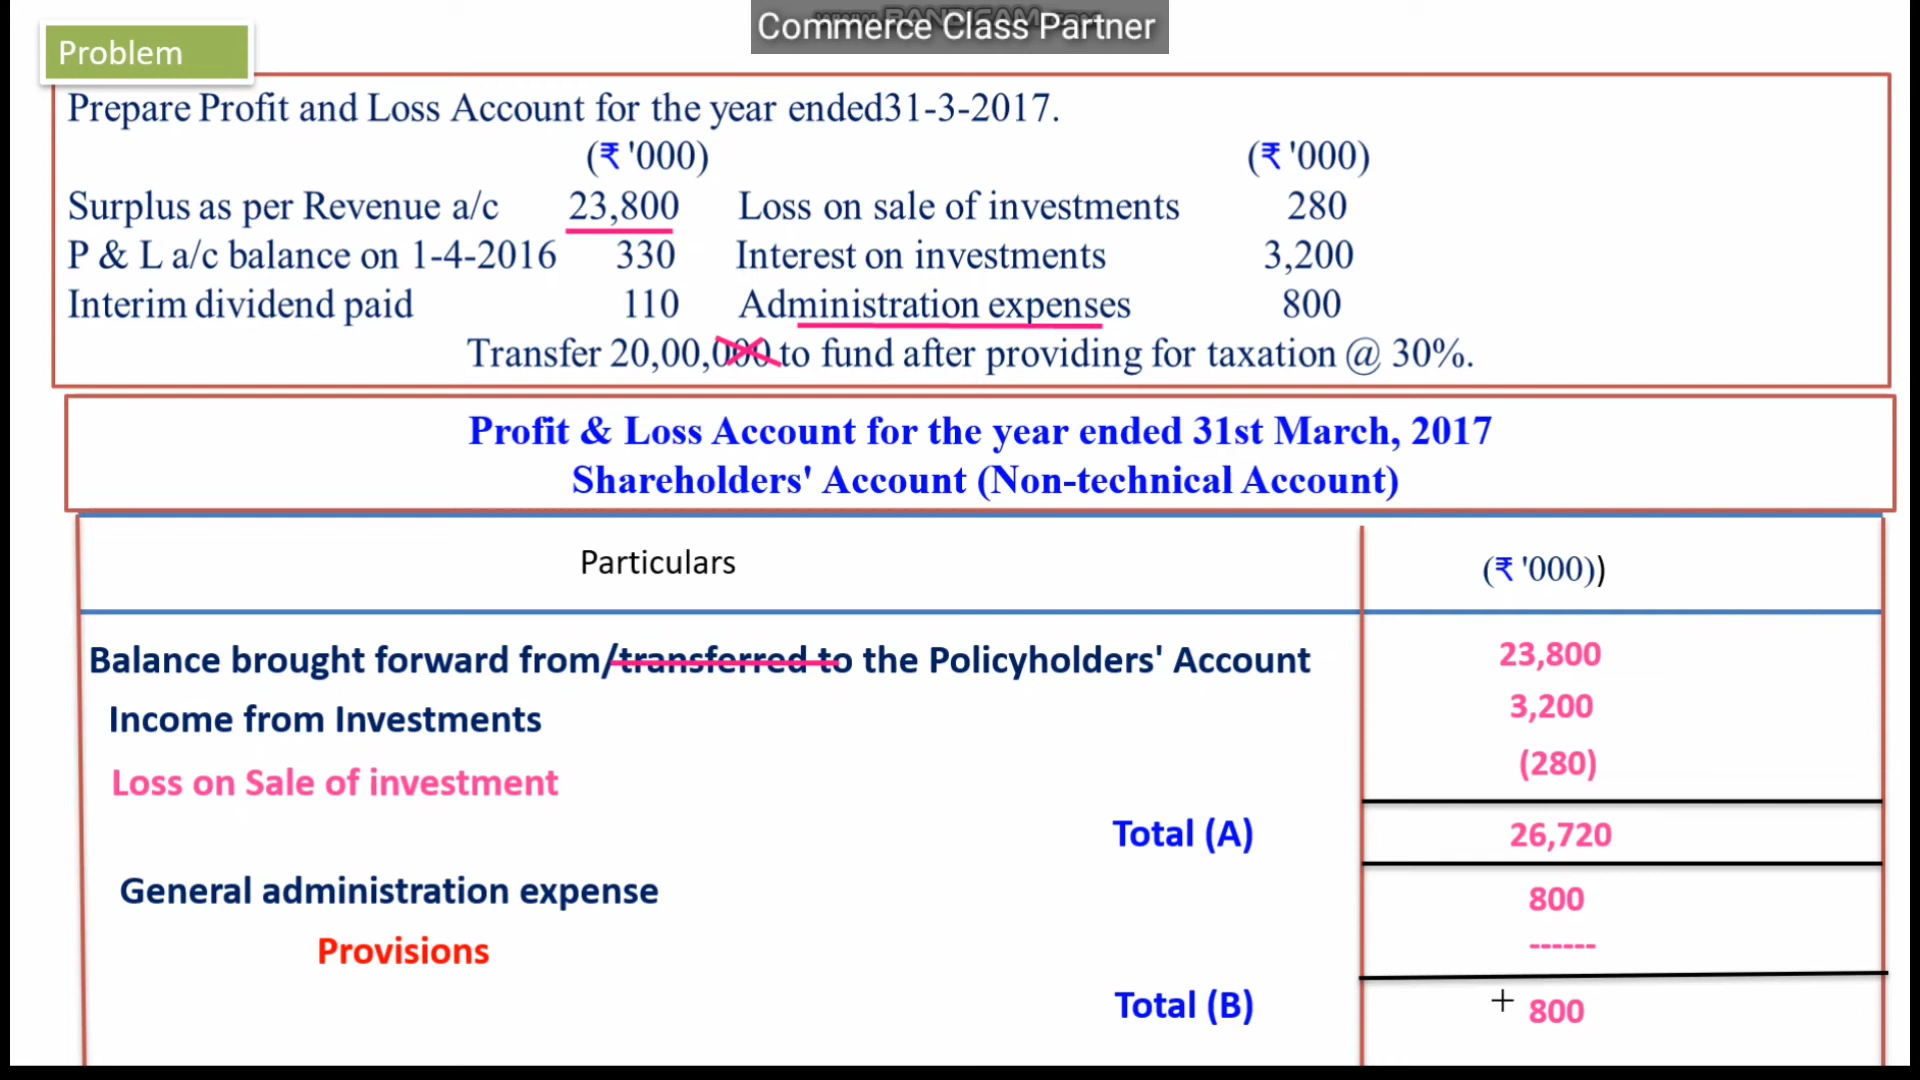 Commerce Class Partner
Problem
Prepare Profit and Loss Account for the year ended31-3-2017.
(₹ '000) (₹ '000)
Surplus as per Revenue a/c 23,800 Loss on sale of investments 280
P & L a/c balance on 1-4-2016 330 Interest on investments 3,200
Interim dividend paid 110 Administration expenses 800
Transfer 20,00,000 to fund after providing for taxation @ 30%.
Profit & Loss Account for the year ended 31st March, 2017
Shareholders' Account (Non-technical Account)
Particulars (₹ '000))
Balance brought forward from/transferred to the Policyholders' Account 23,800
Income from Investments 3,200
Loss on Sale of investment (280)
Total (A) 26,720
General administration expense 800
Provisions ------
Total (B) 800